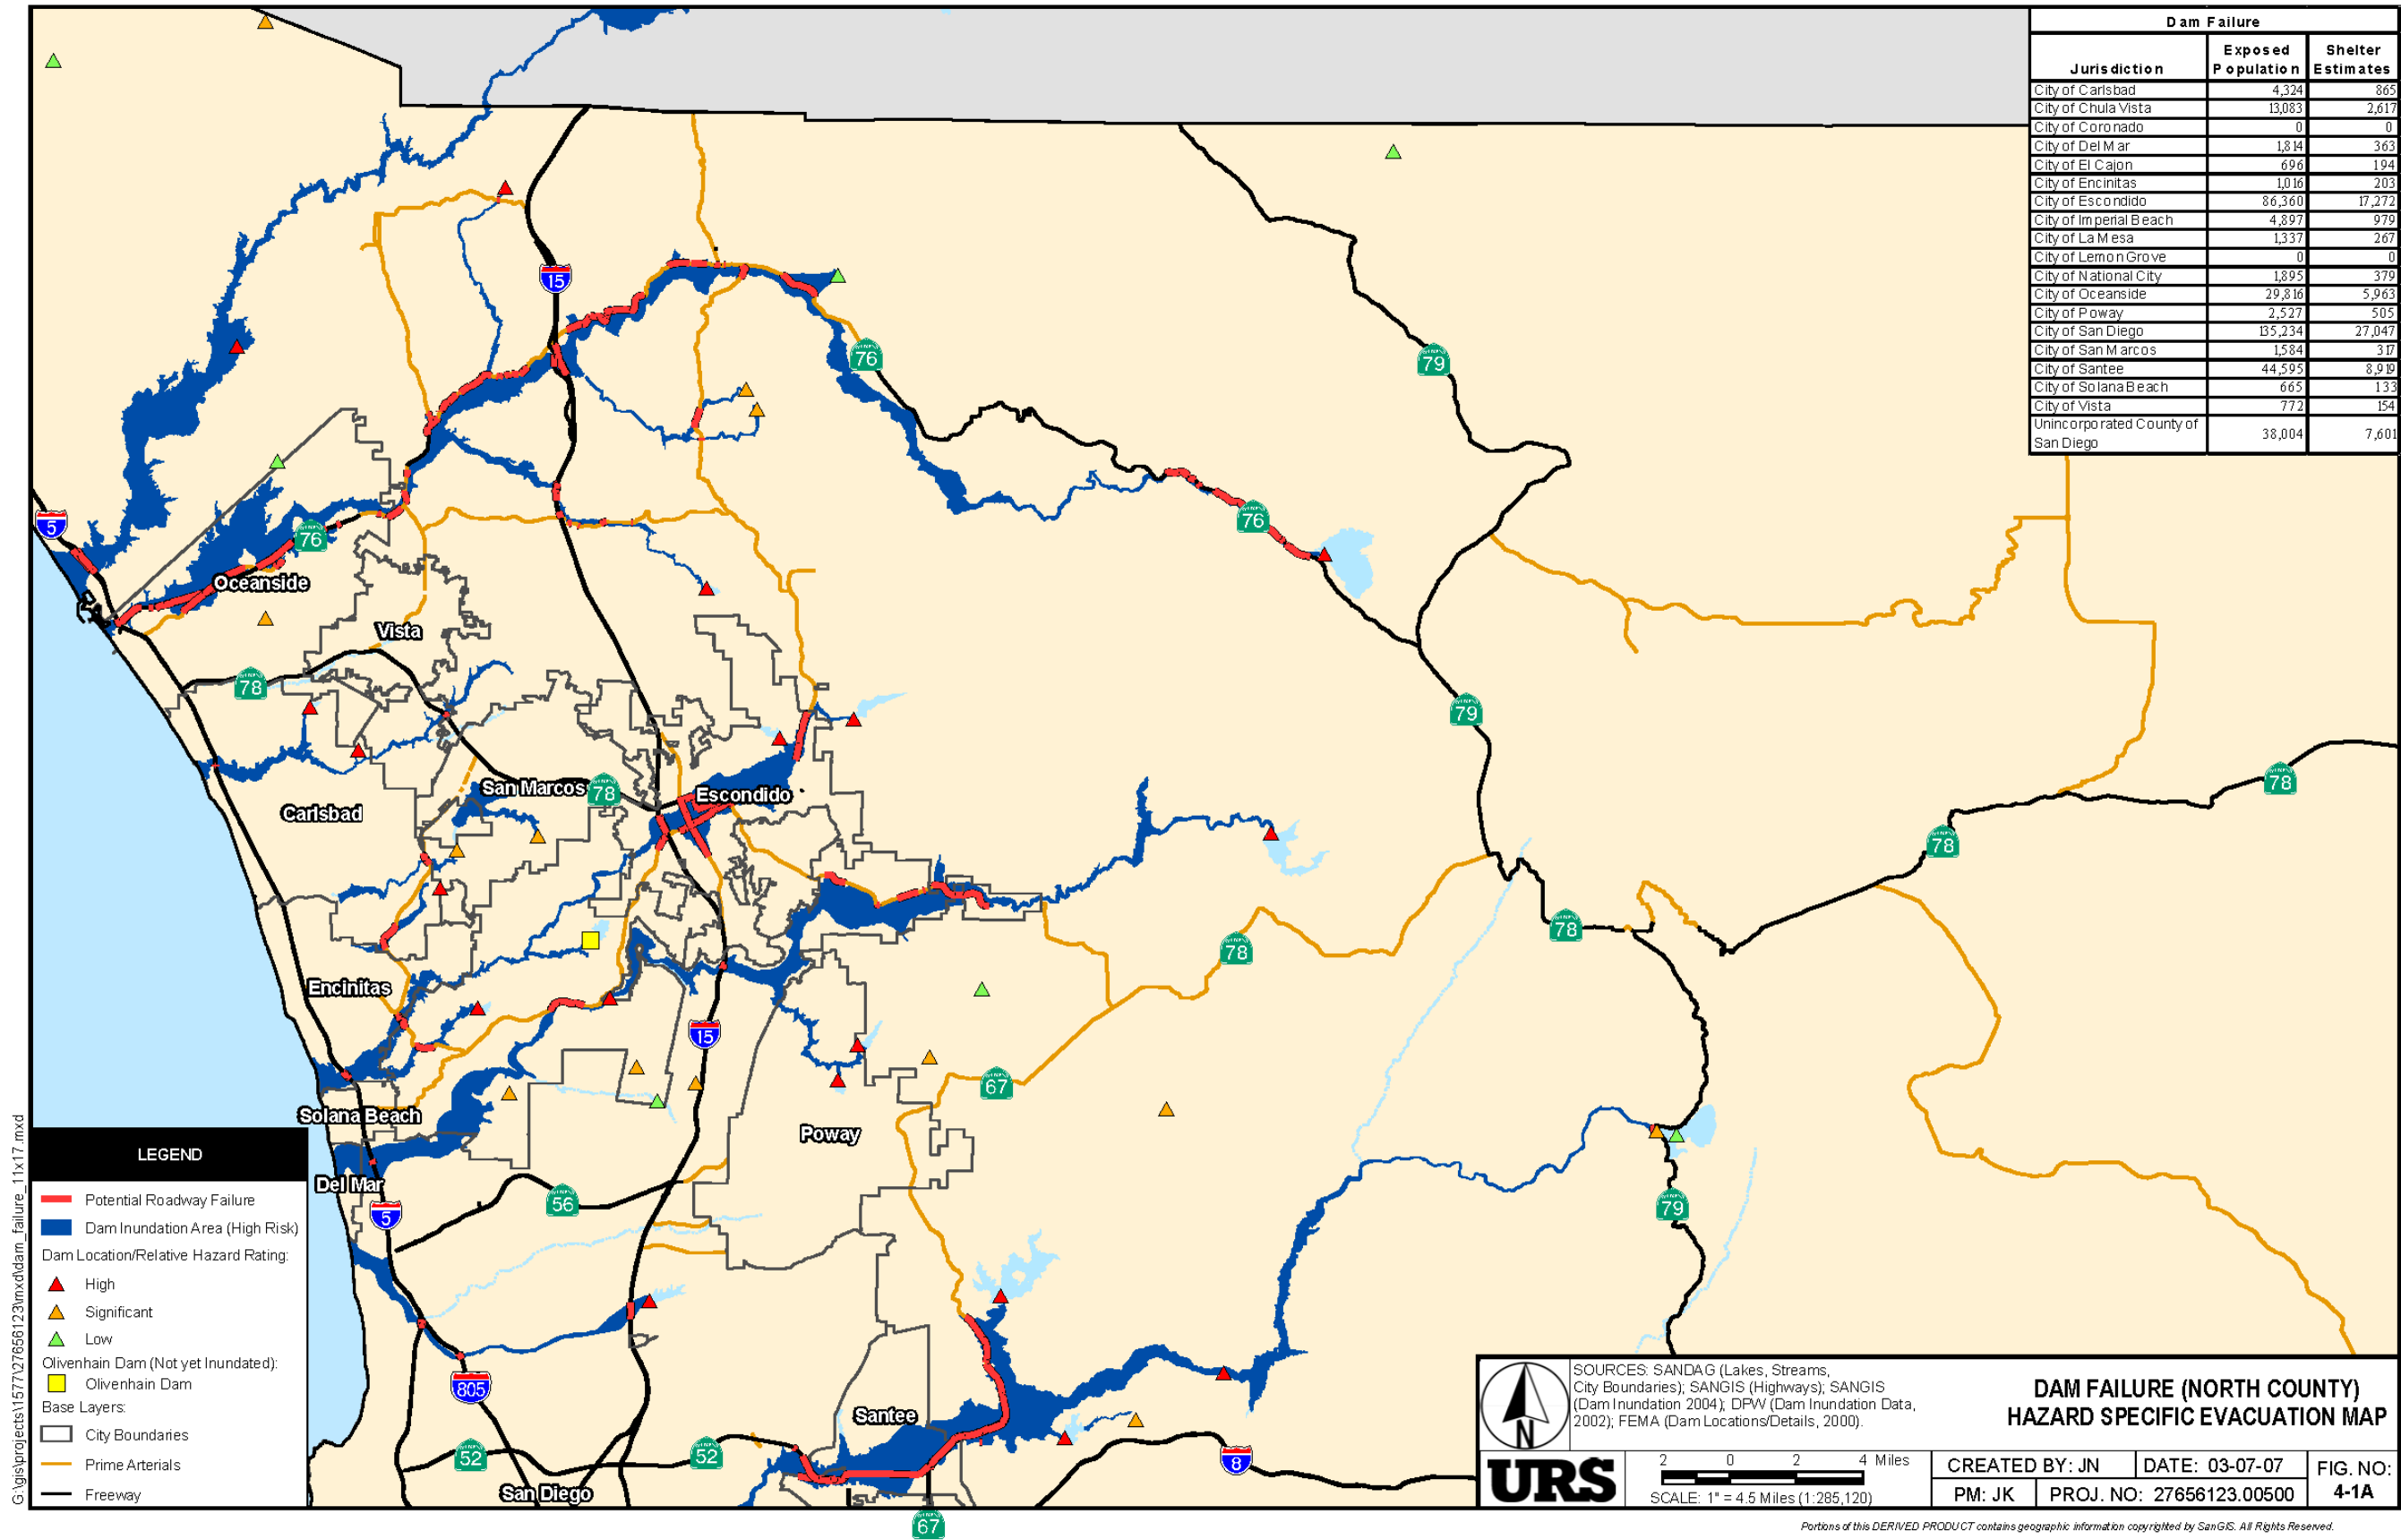 Dam Failure
Jurisdiction Exposed Population Shelter Estimates
City of Carlsbad 4,324 865
City of Chula Vista 13,083 2,617
City of Coronado 0 0
City of Del Mar 1,814 363
City of El Cajon 696 194
City of Encinitas 1,016 203
City of Escondido 86,360 17,272
City of Imperial Beach 4,897 979
City of La Mesa 1,337 267
City of Lemon Grove 0 0
City of National City 1,895 379
City of Oceanside 29,816 5,963
City of Poway 2,527 505
City of San Diego 135,234 27,047
City of San Marcos 1,584 317
City of Santee 44,595 8,919
City of Solana Beach 665 133
City of Vista 772 154
Unincorporated County of San Diego 38,004 7,601
15
76
79
5
76
76
Oceanside
Vista
78
79
San Marcos
78
Escondido
78
Carlsbad
78
78
78
Encinitas
15
67
Solana Beach
Poway
Del Mar
56
5
79
805
Santee
52
52
8
San Diego
67
LEGEND
Potential Roadway Failure
Dam Inundation Area (High Risk)
Dam Location/Relative Hazard Rating:
High
Significant
Low
Olivenhain Dam (Not yet Inundated):
Olivenhain Dam
Base Layers:
City Boundaries
Prime Arterials
Freeway
G:\gis\projects\1577\27656123\mxd\dam_failure_11x17.mxd
N
SOURCES: SANDAG (Lakes, Streams,
City Boundaries); SANGIS (Highways); SANGIS
(Dam Inundation 2004); DPW (Dam Inundation Data,
2002); FEMA (Dam Locations/Details, 2000).
DAM FAILURE (NORTH COUNTY)
HAZARD SPECIFIC EVACUATION MAP
URS
2 0 2 4 Miles
SCALE: 1" = 4.5 Miles (1:285,120)
CREATED BY: JN
DATE: 03-07-07
PM: JK
PROJ. NO: 27656123.00500
FIG. NO:
4-1A
Portions of this DERIVED PRODUCT contains geographic information copyrighted by SanGIS. All Rights Reserved.